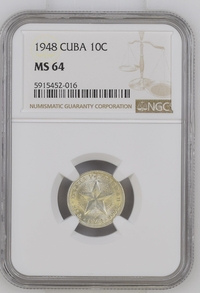 1948 CUBA 10C
MS 64
5915452-016
NUMISMATIC GUARANTY CORPORATION
NGC